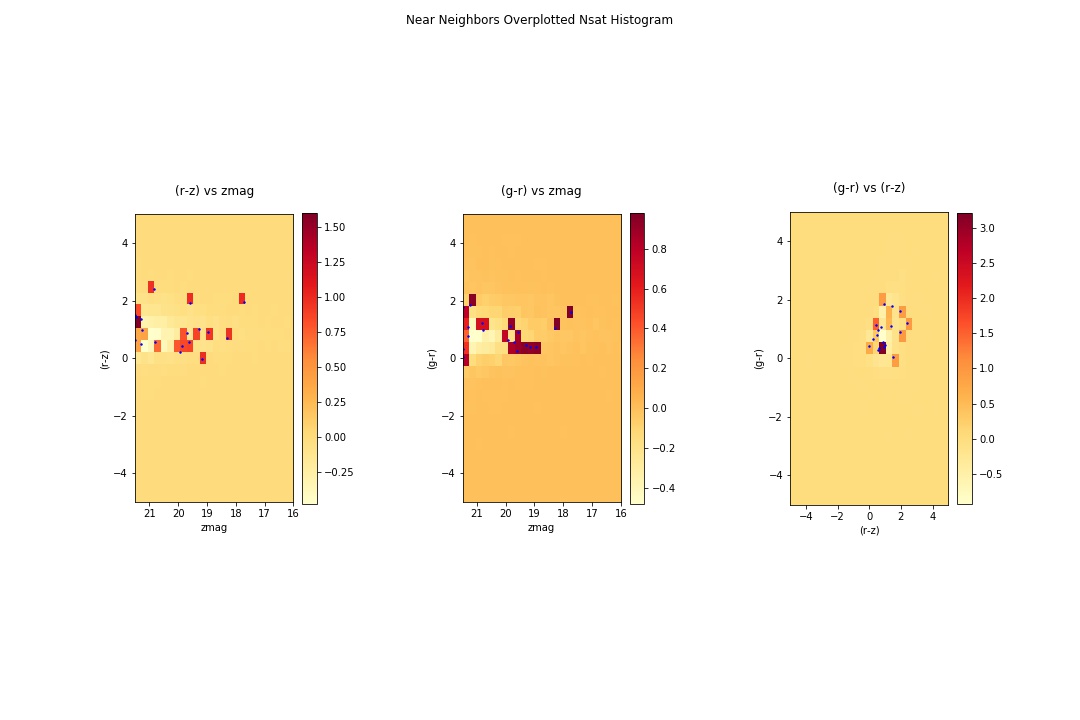 Near Neighbors Overplotted Nsat Histogram
(r-z) vs zmag
(r-z)
4
2
0
−2
−4
21 20 19 18 17 16
zmag
1.50
1.25
1.00
0.75
0.50
0.25
0.00
−0.25
(g-r) vs zmag
(g-r)
4
2
0
−2
−4
21 20 19 18 17 16
zmag
0.8
0.6
0.4
0.2
0.0
−0.2
−0.4
(g-r) vs (r-z)
(g-r)
4
2
0
−2
−4
−4 −2 0 2 4
(r-z)
3.0
2.5
2.0
1.5
1.0
0.5
0.0
−0.5